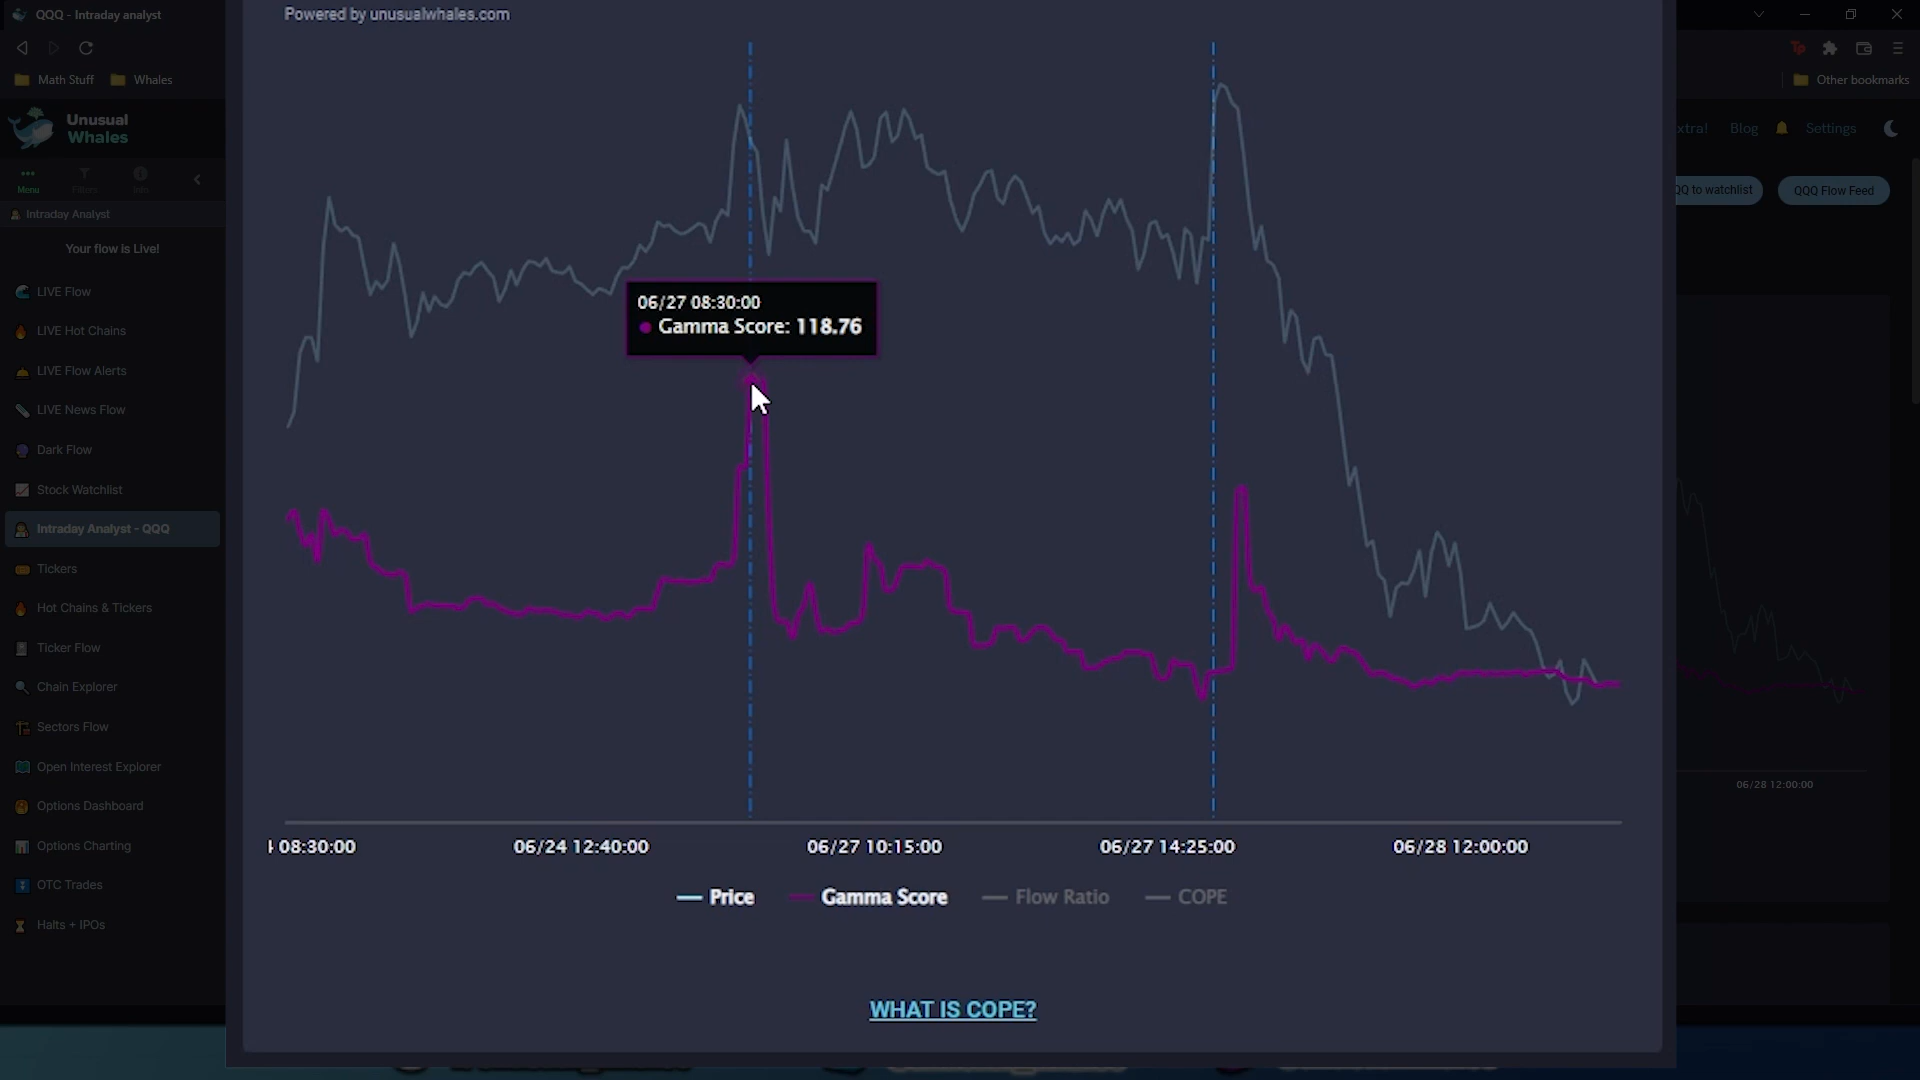 QQQ - Intraday analyst
Math Stuff
Whales
Other bookmarks
Tp
Unusual
Whales
Menu
Filters
Info
Intraday Analyst
Your flow is Live!
LIVE Flow
LIVE Hot Chains
LIVE Flow Alerts
LIVE News Flow
Dark Flow
Stock Watchlist
Intraday Analyst - QQQ
Tickers
Hot Chains & Tickers
Ticker Flow
Chain Explorer
Sectors Flow
Open Interest Explorer
Options Dashboard
Options Charting
OTC Trades
Halts + IPOs
Powered by unusualwhales.com
06/27 08:30:00
Gamma Score: 118.76
08:30:00
06/24 12:40:00
06/27 10:15:00
06/27 14:25:00
06/28 12:00:00
Price
Gamma Score
Flow Ratio
COPE
WHAT IS COPE?
Blog
Settings
to watchlist
QQQ Flow Feed
06/28 12:00:00